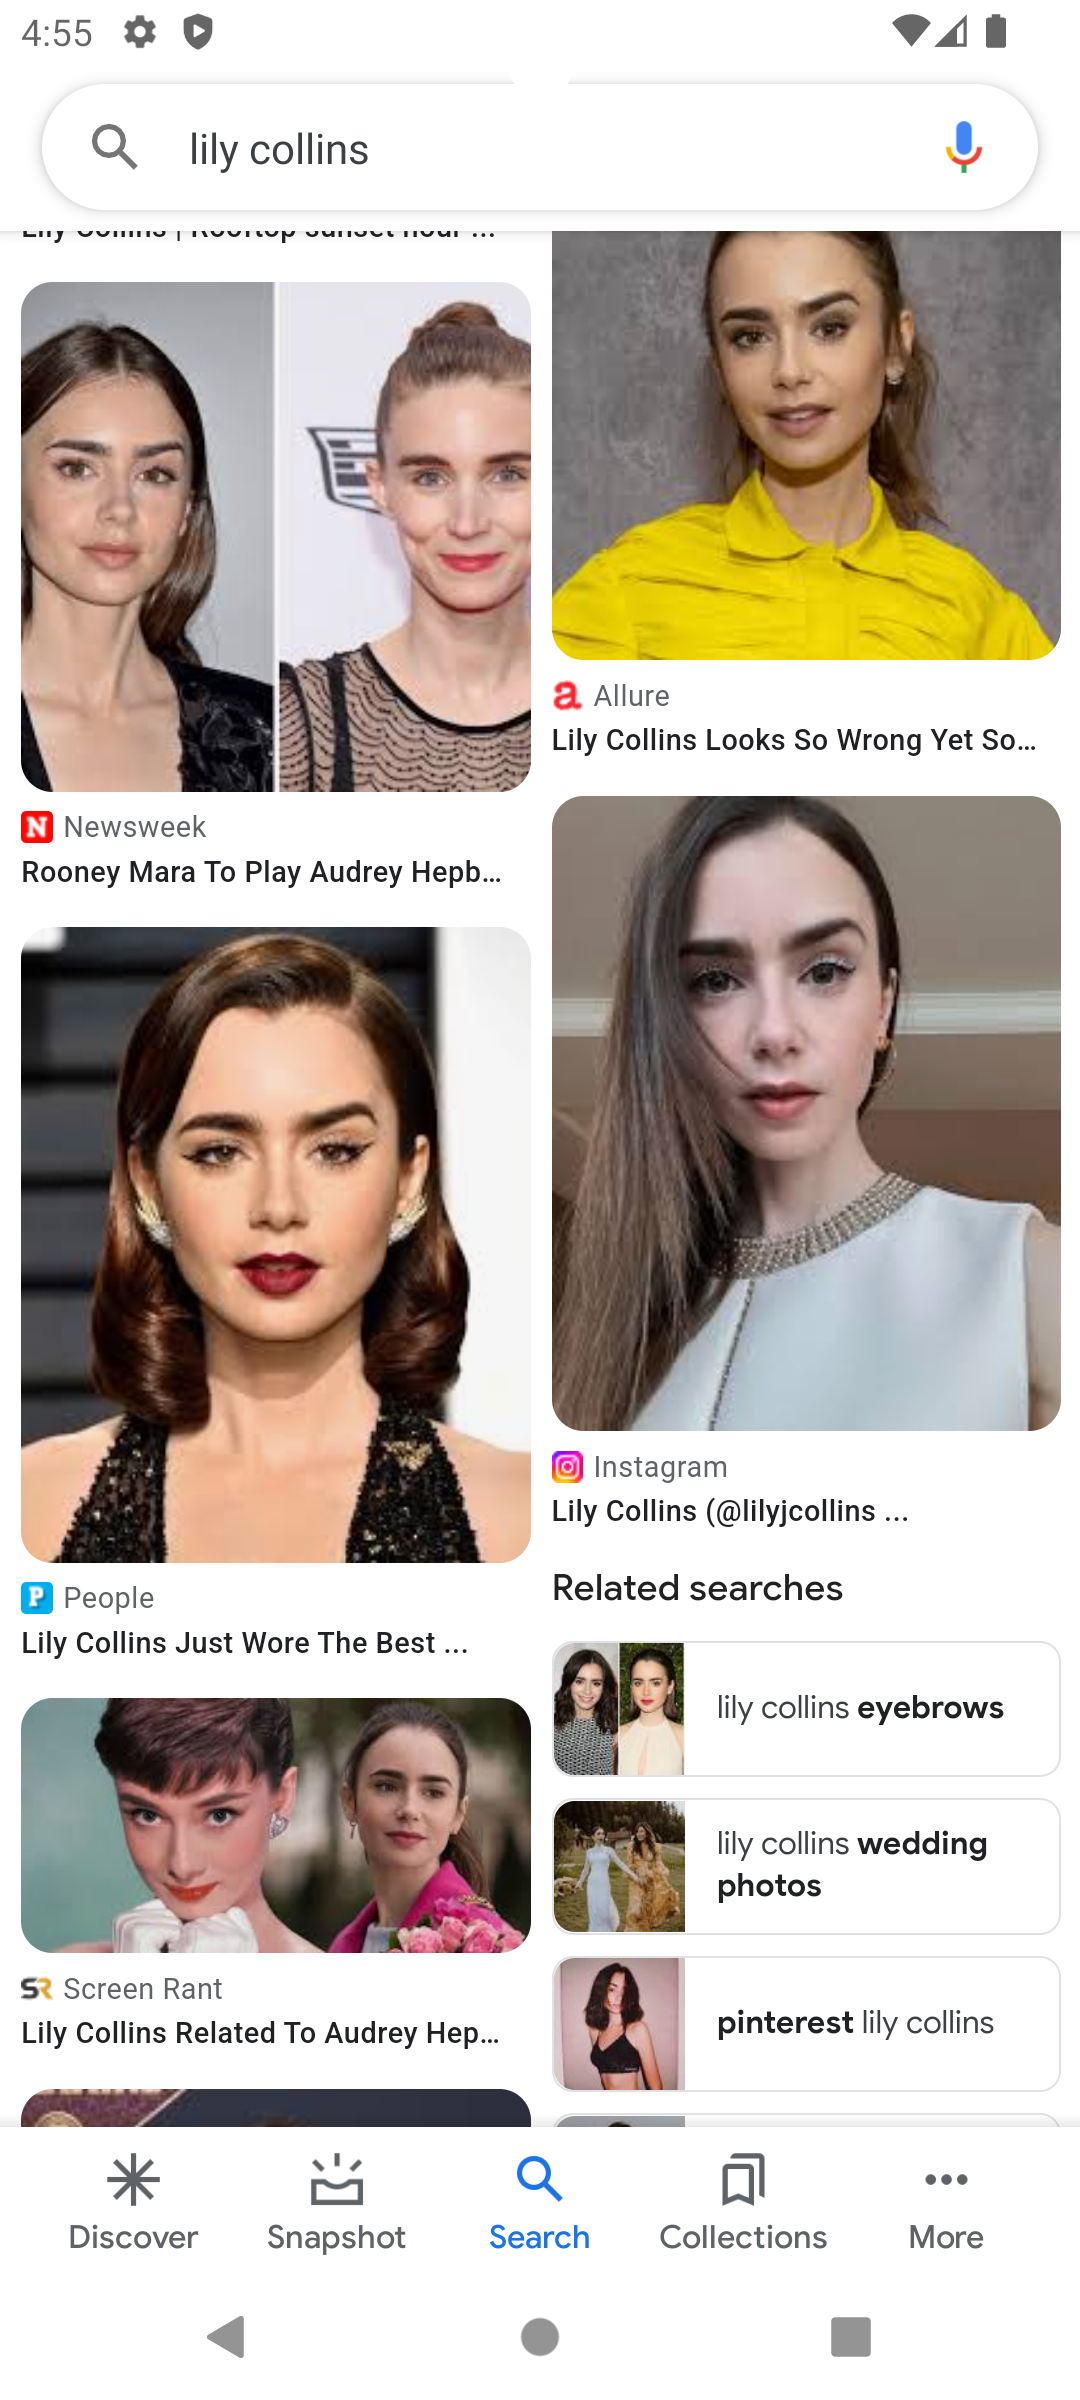 4:55
lily collins
Lily Collins | Rooftop sunset hour ...
Newsweek
Rooney Mara To Play Audrey Hepb...
People
Lily Collins Just Wore The Best ...
Screen Rant
Lily Collins Related To Audrey Hep...
Allure
Lily Collins Looks So Wrong Yet So...
Instagram
Lily Collins (@lilyjcollins ...
Related searches
lily collins eyebrows
lily collins wedding
photos
pinterest lily collins
Discover
Snapshot
Search
Collections
More